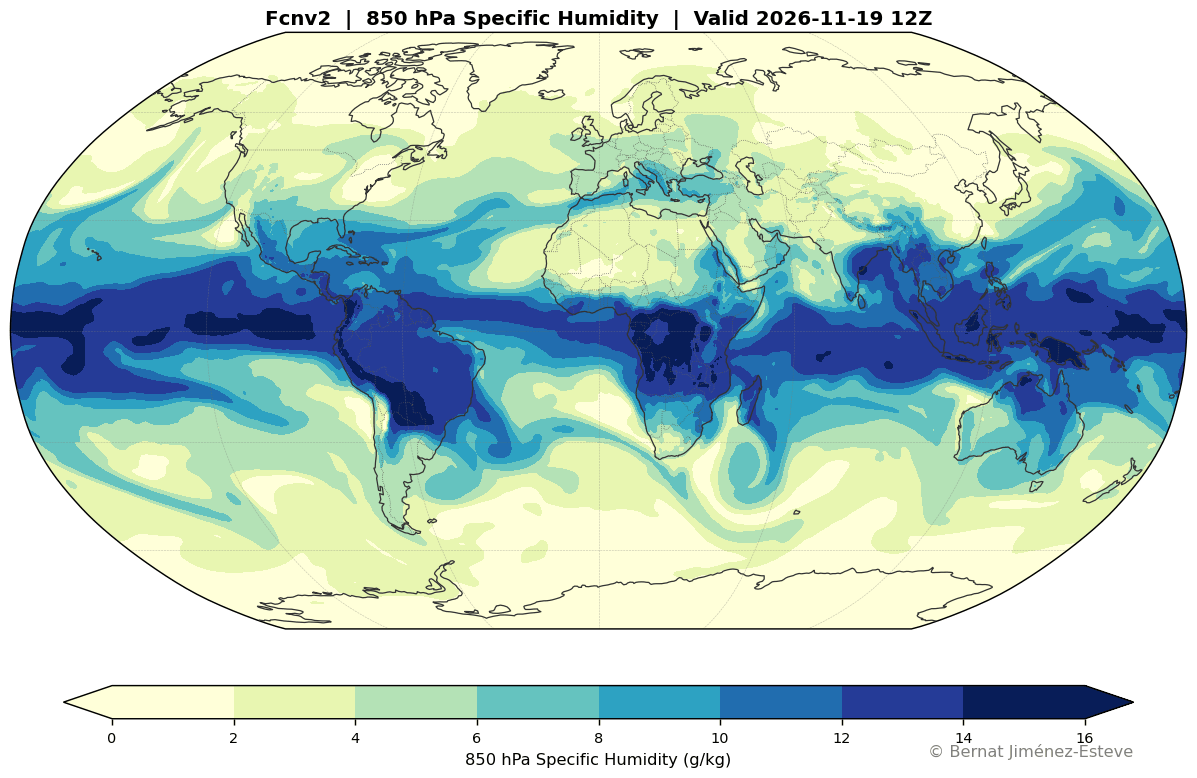 Fcnv2 | 850 hPa Specific Humidity | Valid 2026-11-19 12Z
0 2 4 6 8 10 12 14 16
850 hPa Specific Humidity (g/kg)
© Bernat Jiménez-Esteve